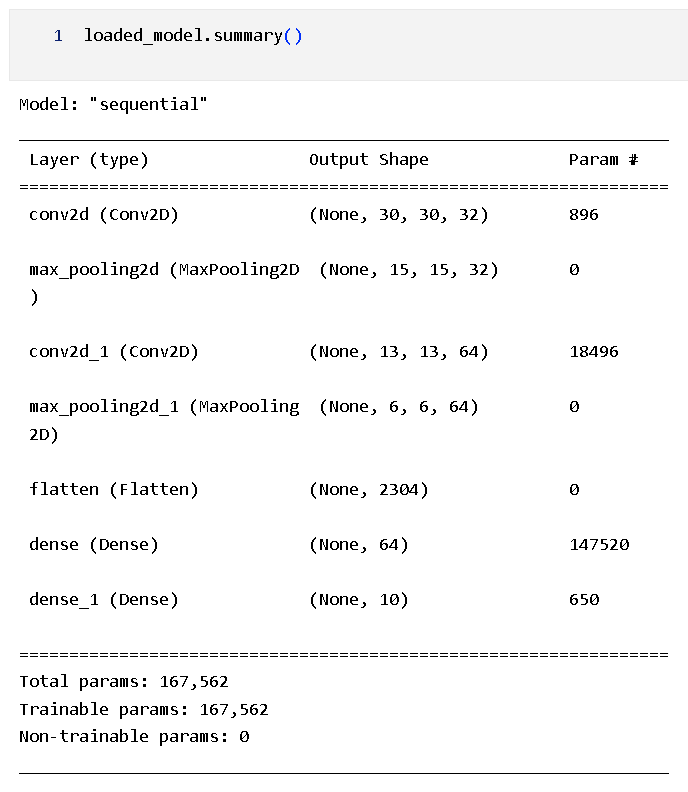 1 loaded_model.summary()
Model: "sequential"
Layer (type) Output Shape Param #
=================================================================
conv2d (Conv2D) (None, 30, 30, 32) 896
max_pooling2d (MaxPooling2D (None, 15, 15, 32) 0
)
conv2d_1 (Conv2D) (None, 13, 13, 64) 18496
max_pooling2d_1 (MaxPooling (None, 6, 6, 64) 0
2D)
flatten (Flatten) (None, 2304) 0
dense (Dense) (None, 64) 147520
dense_1 (Dense) (None, 10) 650
=================================================================
Total params: 167,562
Trainable params: 167,562
Non-trainable params: 0